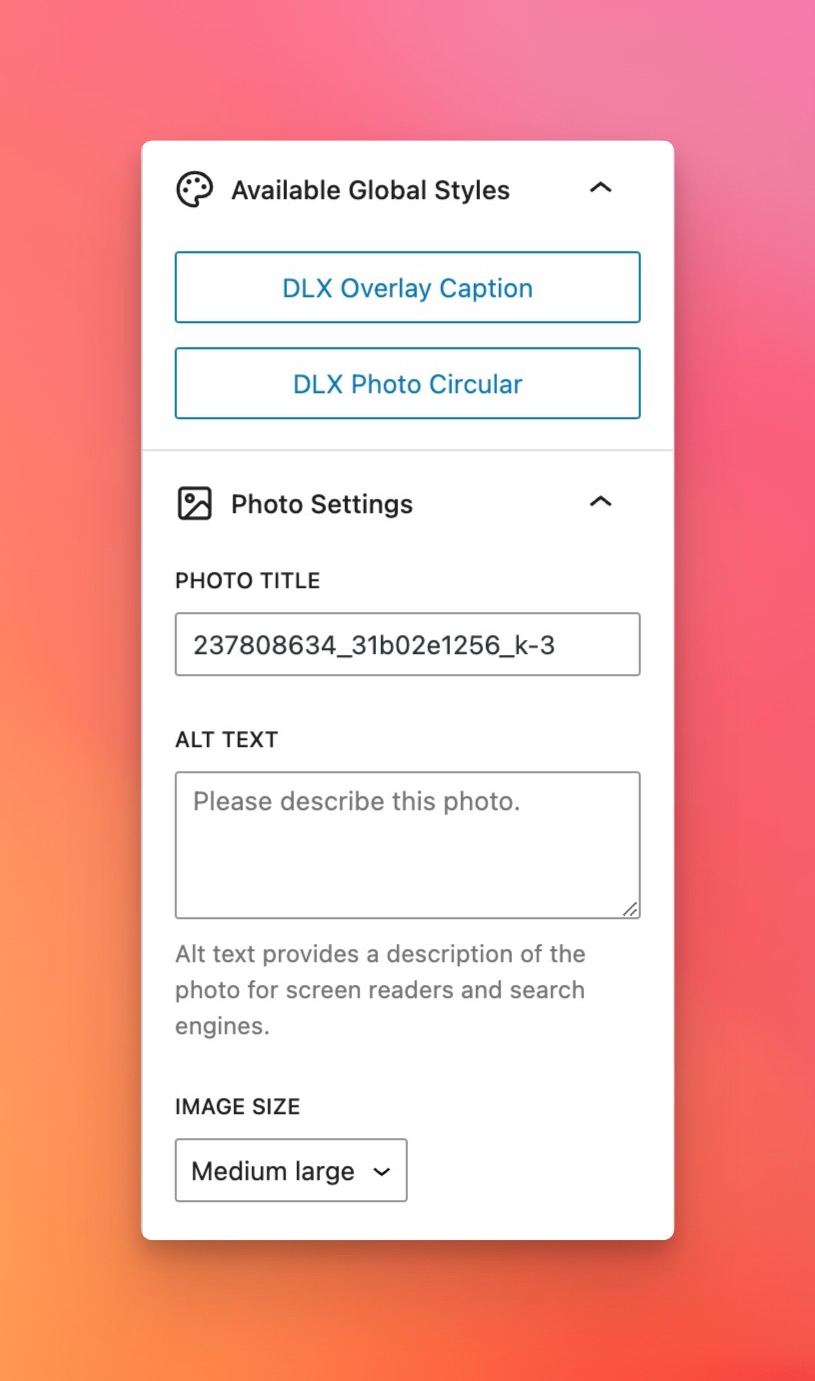 Available Global Styles
DLX Overlay Caption
DLX Photo Circular
Photo Settings
PHOTO TITLE
237808634_31b02e1256_k-3
ALT TEXT
Please describe this photo.
Alt text provides a description of the
photo for screen readers and search
engines.
IMAGE SIZE
Medium large